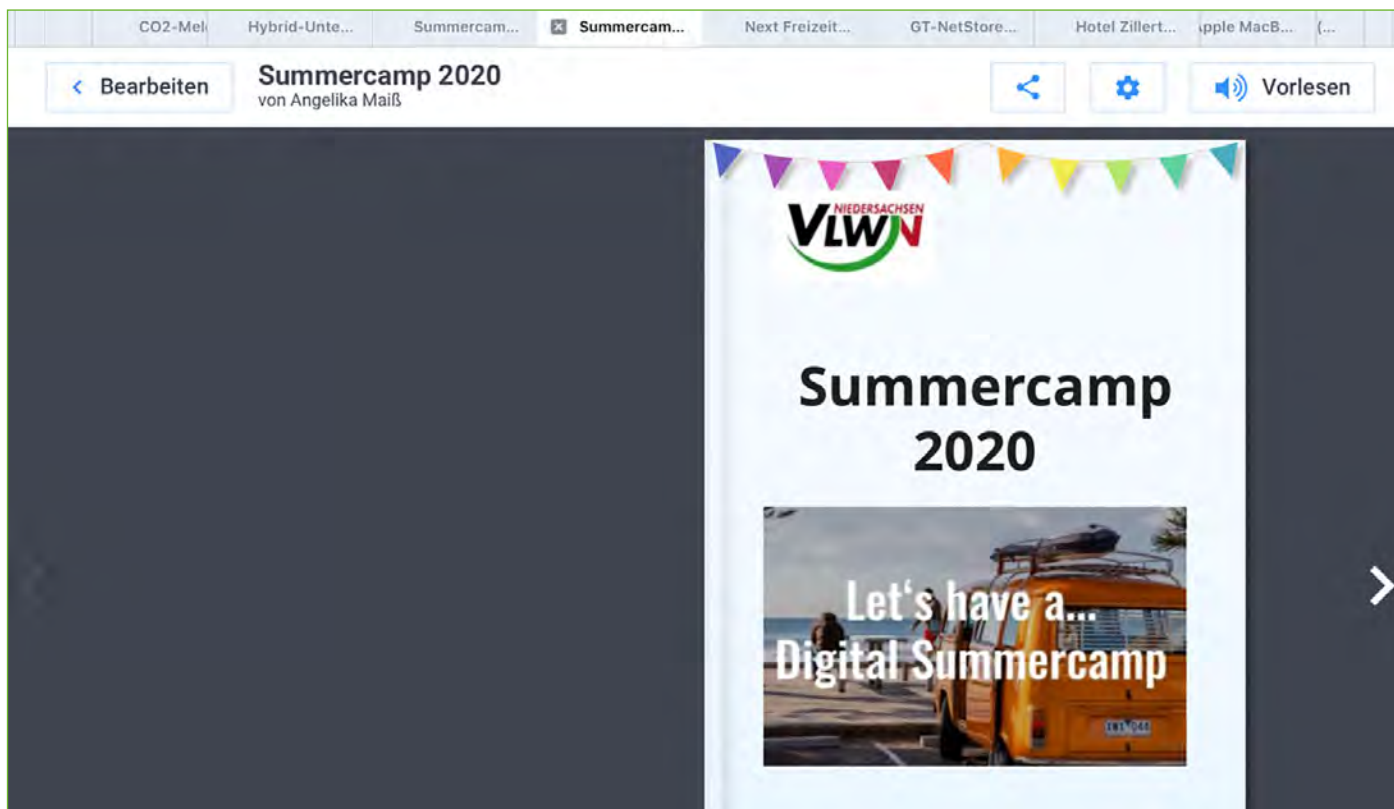 CO2-Mel
Hybrid-Unte...
Summercam...
Summercam...
Next Freizeit...
GT-NetStore...
Hotel Zillert...
pple MacB...
(...
Bearbeiten
Summercamp 2020
von Angelika Maiß
Vorlesen
NIEDERSACHSEN
VLWN
Summercamp
2020
Let's have a...
Digital Summercamp